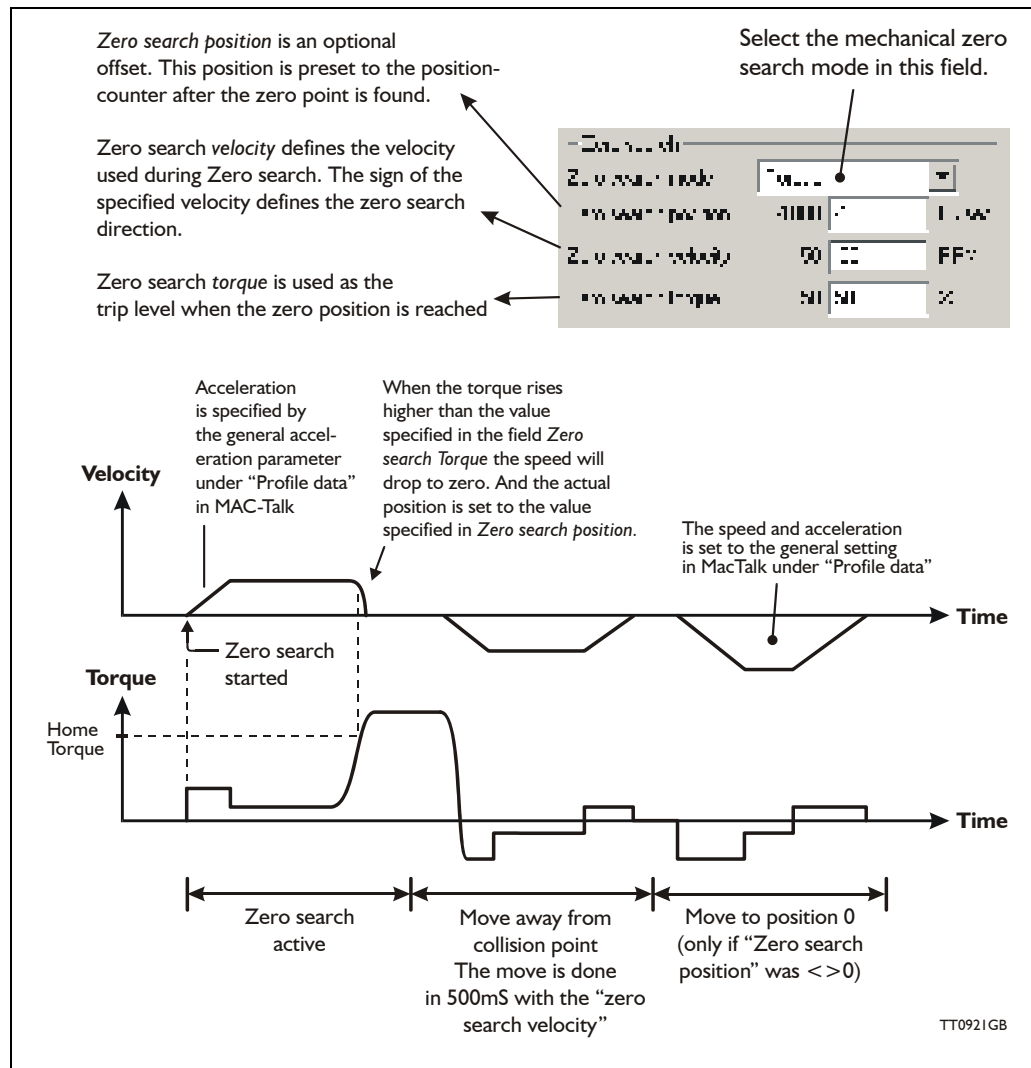 Zero search position is an optional
offset. This position is preset to the position-
counter after the zero point is found.
Select the mechanical zero
search mode in this field.
Zero search velocity defines the velocity
used during Zero search. The sign of the
specified velocity defines the zero search
direction.
Zero search torque is used as the
trip level when the zero position is reached
50
50 50
Acceleration
is specified by
the general accel-
eration parameter
under “Profile data”
in MAC-Talk
When the torque rises
higher than the value
specified in the field Zero
search Torque the speed will
drop to zero. And the actual
position is set to the value
specified in Zero search position.
Velocity
The speed and acceleration
is set to the general setting
in MacTalk under “Profile data”
Time
Zero search
started
Torque
Home
Torque
Time
Zero search
active
Move away from
collision point
The move is done
in 500mS with the “zero
search velocity”
Move to position 0
(only if “Zero search
position” was <>0)
TT0921GB